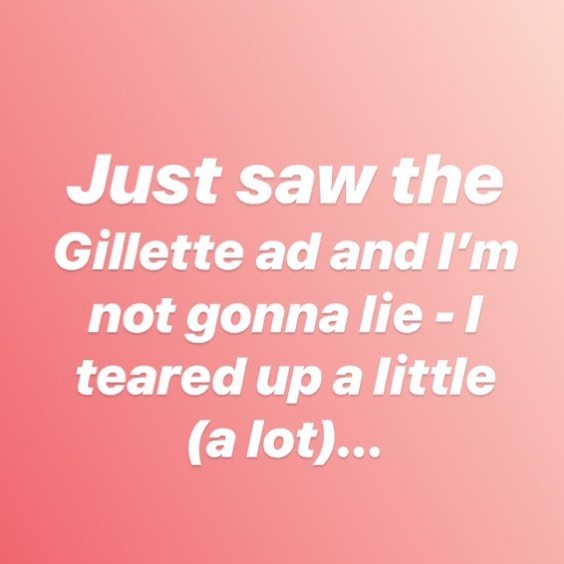 Just saw the
Gillette ad and I’m
not gonna lie - I
teared up a little
(a lot)...